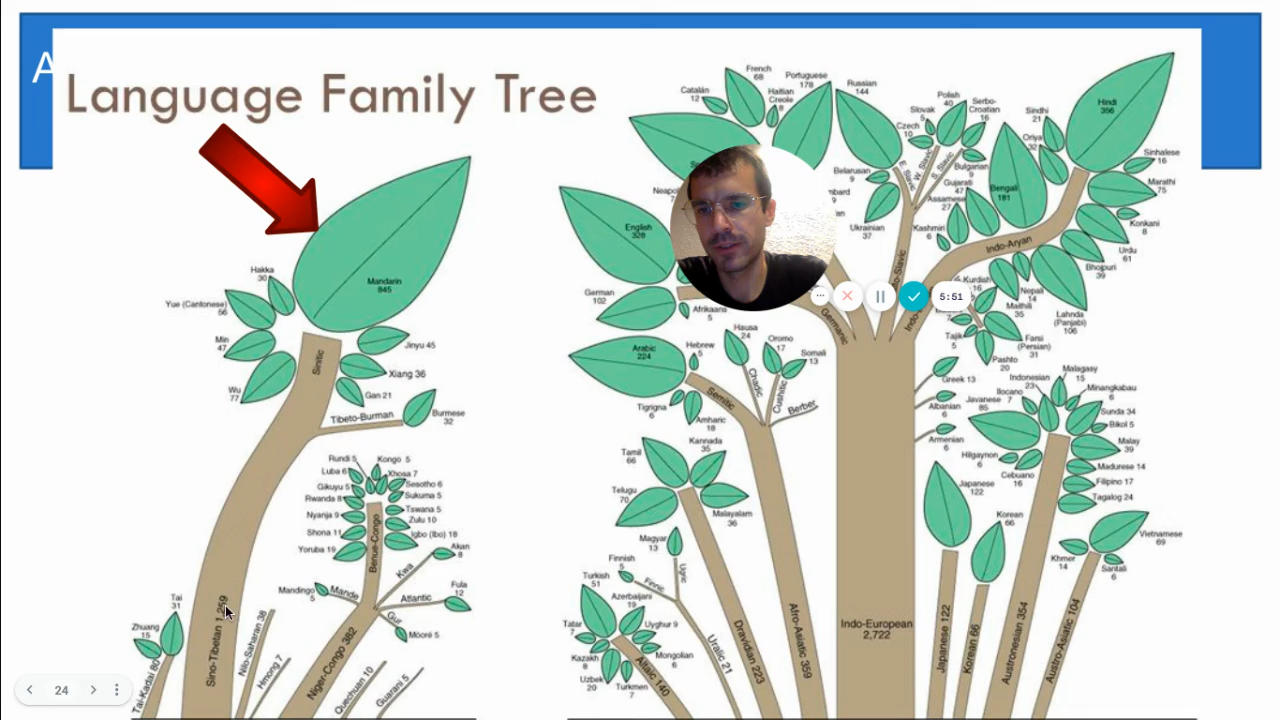 A
Language Family Tree
French
68
Portuguese
178
Catalán
12
Haitian
Creole
8
Russian
144
Slovak
5
Polish
40
Serbo-
Croatian
16
Czech
10
Sindhi
21
Hindi
356
Oriya
32
Sinhalese
16
Marathi
75
Konkani
8
Urdu
61
Bhojpuri
39
Bulgarian
9
Gujarati
47
Assamese
27
Kashmiri
6
Bengali
181
Indo-Aryan
E. Slavic
W. Slavic
S. Slavic
Belarusan
9
Ukrainian
37
English
328
German
102
Afrikaans
5
Germanic
Kurdish
16
Nepali
14
Maithili
35
Lahnda
(Panjabi)
106
Tajik
5
Farsi
(Persian)
31
Pashto
20
5:51
Mandarin
845
Hakka
30
Yue (Cantonese)
56
Min
47
Wu
77
Sinitic
Jinyu 45
Xiang 36
Gan 21
Tibeto-Burman
Burmese
32
Arabic
224
Hebrew
5
Hausa
24
Oromo
17
Somali
13
Semitic
Chadic
Cushitic
Berber
Tigrigna
6
Amharic
18
Greek 13
Albanian
6
Armenian
6
Indonesian
23
Malagasy
15
Ilocano
7
Minangkabau
6
Javanese
85
Sunda 34
Bikol 5
Malay
39
Hilgaynon
6
Cebuano
16
Madurese 14
Filipino 17
Tagalog 24
Vietnamese
69
Khmer
14
Santali
6
Tamil
66
Kannada
35
Telugu
70
Malayalam
36
Japanese
122
Korean
66
Rundi 5
Kongo 5
Luba 6
Xhosa 7
Gikuyu 5
Sesotho 6
Rwanda 8
Sukuma 5
Nyanja 9
Tswana 5
Zulu 10
Shona 11
Igbo (Ibo) 18
Yoruba 19
Benue-Congo
Akan
8
Kwa
Mandingo
5
Mande
Atlantic
Fula
12
Gur
Mòoré 5
Magyar
13
Finnish
5
Ugric
Finnic
Turkish
51
Azerbaijani
19
Tatar
7
Uyghur 9
Kazakh
8
Mongolian
6
Uzbek
20
Turkmen
7
Tai
31
Zhuang
15
Tai-Kadai 80
Sino-Tibetan 1,259
Nilo-Saharan 38
Hmong 7
Niger-Congo 382
Quechuan 10
Guarani 5
Altaic 140
Uralic 21
Dravidian 223
Afro-Asiatic 359
Indo-European
2,722
Japanese 122
Korean 66
Austronesian 354
Austro-Asiatic 104
24